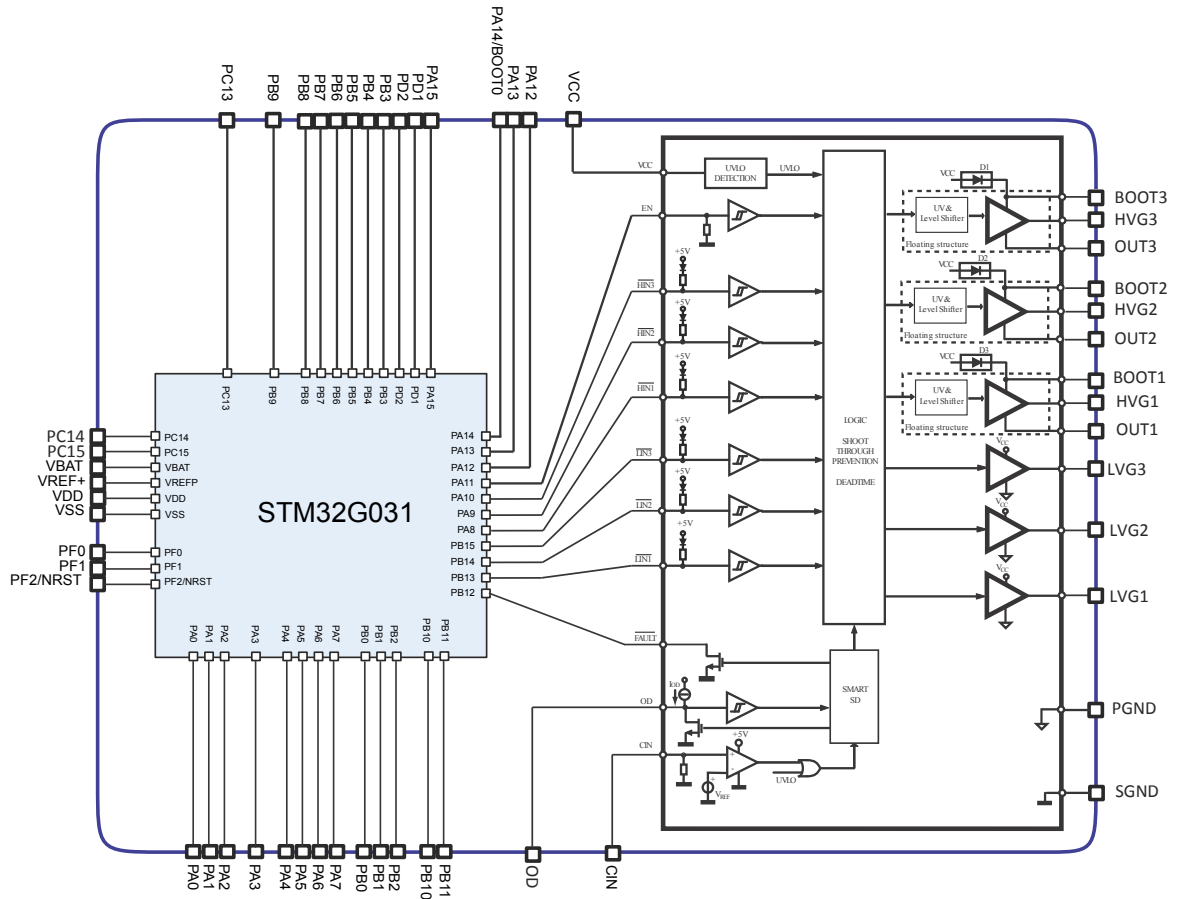 PC13
PB9
PB8
PB7
PB6
PB5
PB4
PB3
PD2
PD1
PA15
PA14/BOOT0
PA13
PA12
VCC
PC14
PC15
VBAT
VREF+
VDD
VSS
PF0
PF1
PF2/NRST
PC13
PB9
PB8
PB7
PB6
PB5
PB4
PB3
PD2
PD1
PA15
PC14
PC15
VBAT
VREFP
VDD
VSS
PF0
PF1
PF2/NRST
STM32G031
PA14
PA13
PA12
PA11
PA10
PA9
PA8
PB15
PB14
PB13
PB12
PA0
PA1
PA2
PA3
PA4
PA5
PA6
PA7
PB0
PB1
PB2
PB10
PB11
PA0
PA1
PA2
PA3
PA4
PA5
PA6
PA7
PB0
PB1
PB2
PB10
PB11
OD
CIN
VCC
EN
HIN3
HIN2
HIN1
LIN3
LIN2
LIN1
FAULT
OD
CIN
UVLO
DETECTION
UVLO
+5V
+5V
+5V
+5V
+5V
+5V
IOD
+5V
+
-
+
VREF
UVLO
SMART
SD
LOGIC
SHOOT
THROUGH
PREVENTION
DEADTIME
VCC
D1
UV&
Level Shifter
Floating structure
VCC
D2
UV&
Level Shifter
Floating structure
VCC
D3
UV&
Level Shifter
Floating structure
VCC
VCC
VCC
BOOT3
HVG3
OUT3
BOOT2
HVG2
OUT2
BOOT1
HVG1
OUT1
LVG3
LVG2
LVG1
PGND
SGND